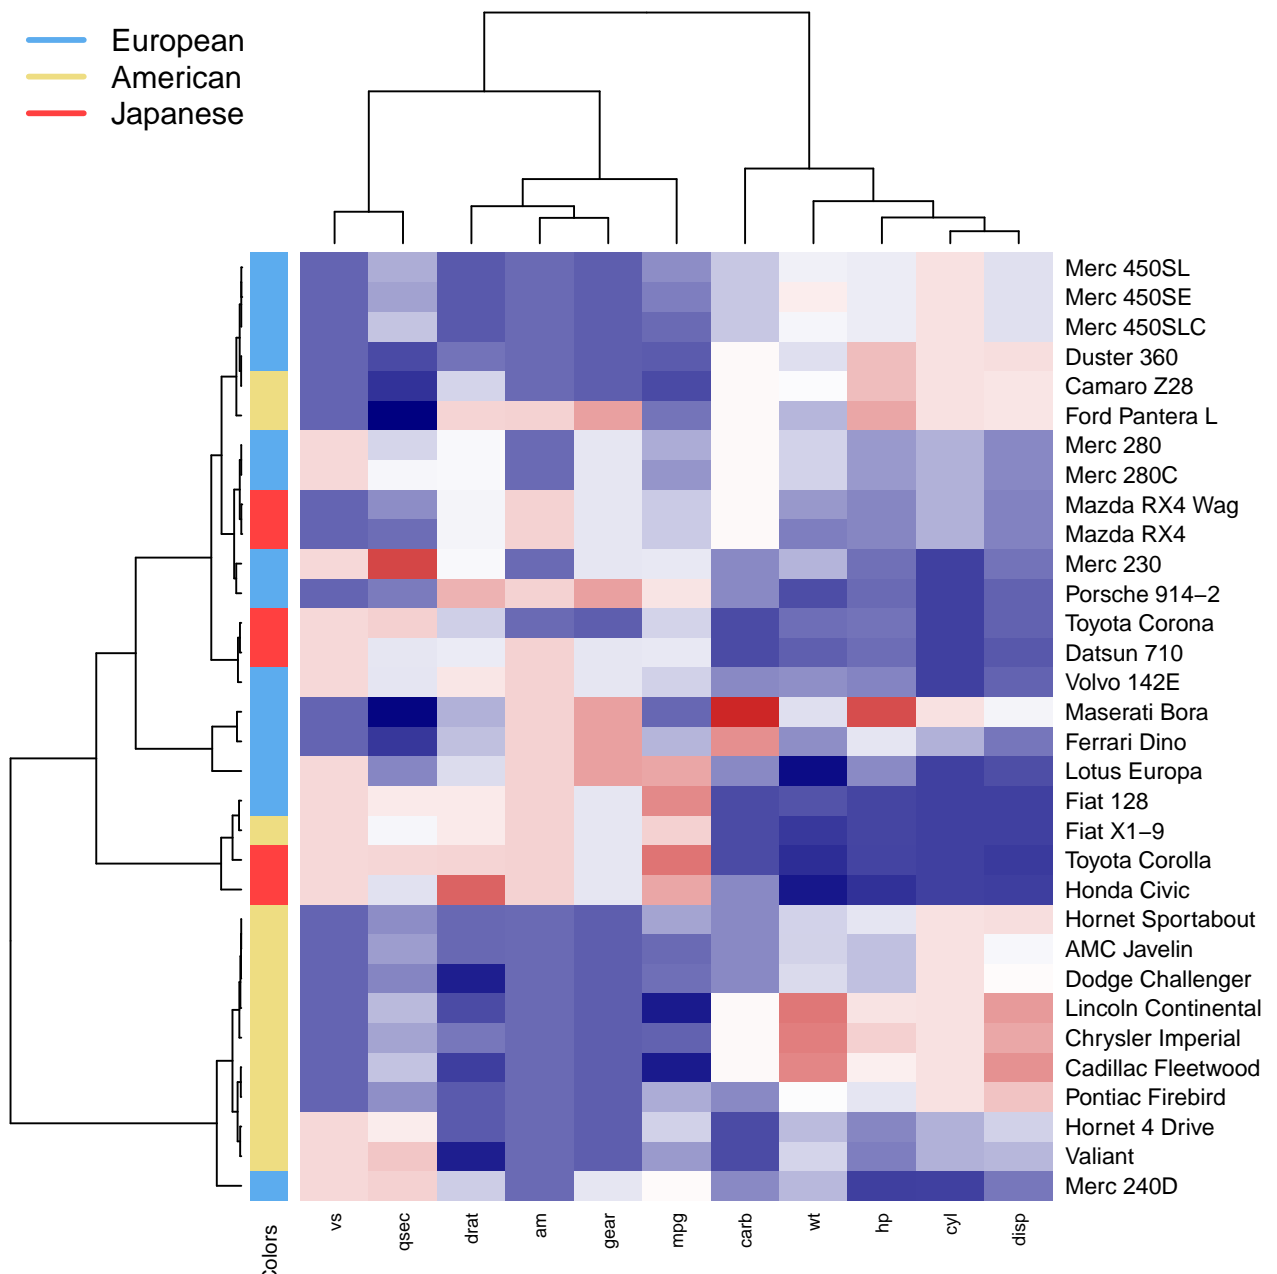 European
American
Japanese
Merc 450SL
Merc 450SE
Merc 450SLC
Duster 360
Camaro Z28
Ford Pantera L
Merc 280
Merc 280C
Mazda RX4 Wag
Mazda RX4
Merc 230
Porsche 914−2
Toyota Corona
Datsun 710
Volvo 142E
Maserati Bora
Ferrari Dino
Lotus Europa
Fiat 128
Fiat X1−9
Toyota Corolla
Honda Civic
Hornet Sportabout
AMC Javelin
Dodge Challenger
Lincoln Continental
Chrysler Imperial
Cadillac Fleetwood
Pontiac Firebird
Hornet 4 Drive
Valiant
Merc 240D
Colors
vs
qsec
drat
am
gear
mpg
carb
wt
hp
cyl
disp